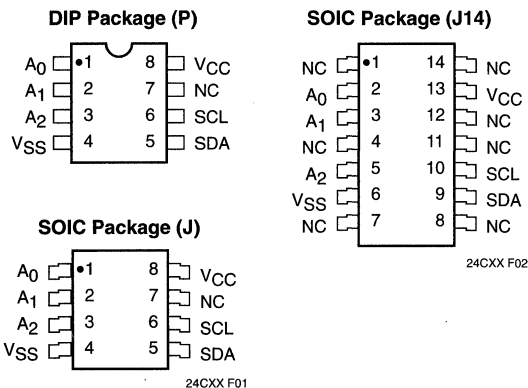 DIP Package (P)
A0 1 8 VCC
A1 2 7 NC
A2 3 6 SCL
VSS 4 5 SDA
SOIC Package (J)
A0 1 8 VCC
A1 2 7 NC
A2 3 6 SCL
VSS 4 5 SDA
24CXX F01
SOIC Package (J14)
NC 1 14 NC
A0 2 13 VCC
A1 3 12 NC
NC 4 11 NC
A2 5 10 SCL
VSS 6 9 SDA
NC 7 8 NC
24CXX F02